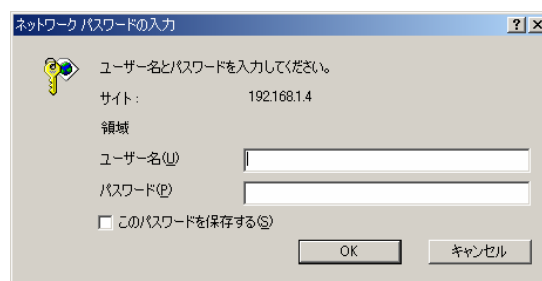 ネットワーク パスワードの入力
ユーザー名とパスワードを入力してください。
サイト: 192.168.1.4
領域
ユーザー名(U)
パスワード(P)
このパスワードを保存する(S)
OK キャンセル